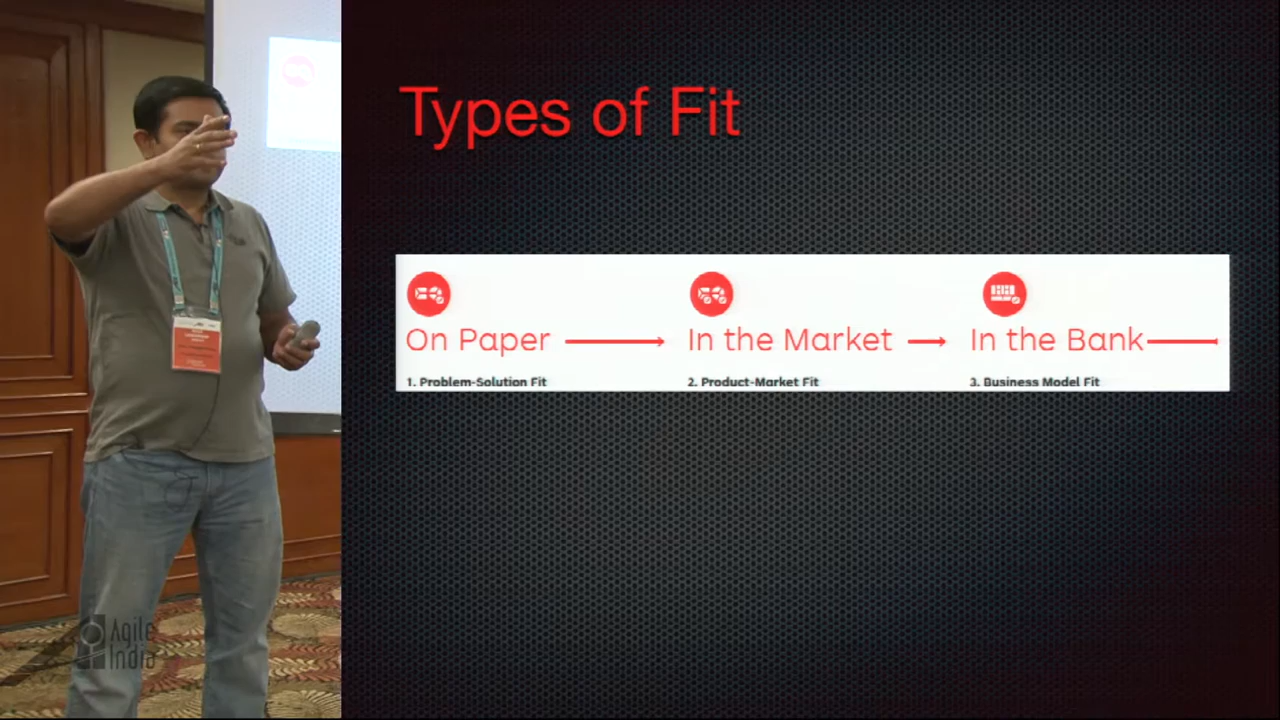 Types of Fit
On Paper
In the Market
In the Bank
1. Problem-Solution Fit
2. Product-Market Fit
3. Business Model Fit
Agile
India